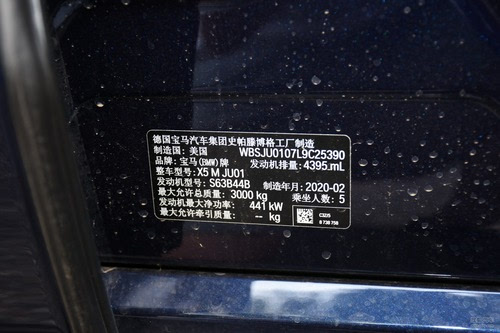 德国宝马汽车集团史帕滕博格工厂制造
制造国: 美国 WBSJU0107L9C25390
品牌: 宝马(BMW)牌 发动机排量: 4395.mL
整车型号: X5 M JU01
发动机型号: S63B44B 制造年月: 2020-02
最大允许总质量: 3000 kg 乘坐人数: 5
发动机最大净功率: 441 kW
最大允许牵引质量: -- kg